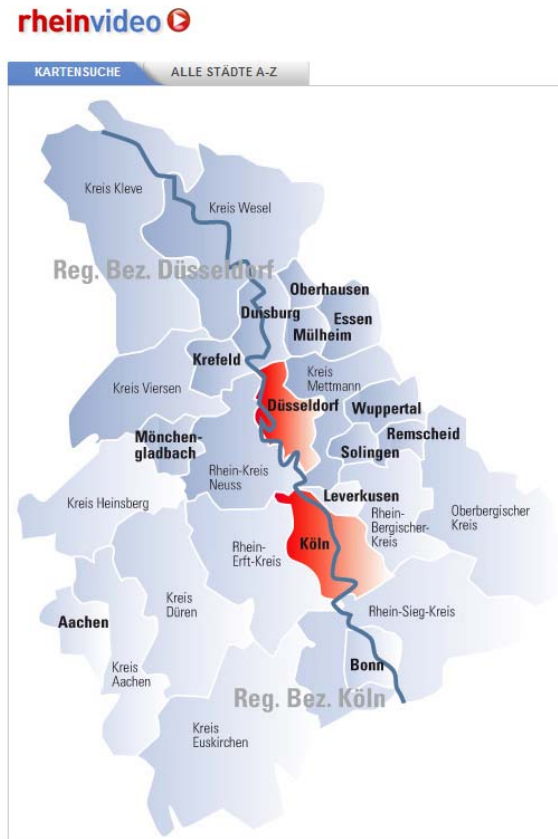 rheinvideo
KARTENSUCHE
ALLE STÄDTE A-Z
Kreis Kleve
Kreis Wesel
Reg. Bez. Düsseldorf
Oberhausen
Duisburg
Essen
Mülheim
Krefeld
Kreis
Mettmann
Kreis Viersen
Düsseldorf
Wuppertal
Mönchen-
gladbach
Remscheid
Solingen
Rhein-Kreis
Neuss
Leverkusen
Kreis Heinsberg
Rhein-
Bergischer-
Kreis
Oberbergischer
Kreis
Köln
Rhein-
Erft-Kreis
Kreis
Düren
Rhein-Sieg-Kreis
Aachen
Kreis
Aachen
Bonn
Reg. Bez. Köln
Kreis
Euskirchen